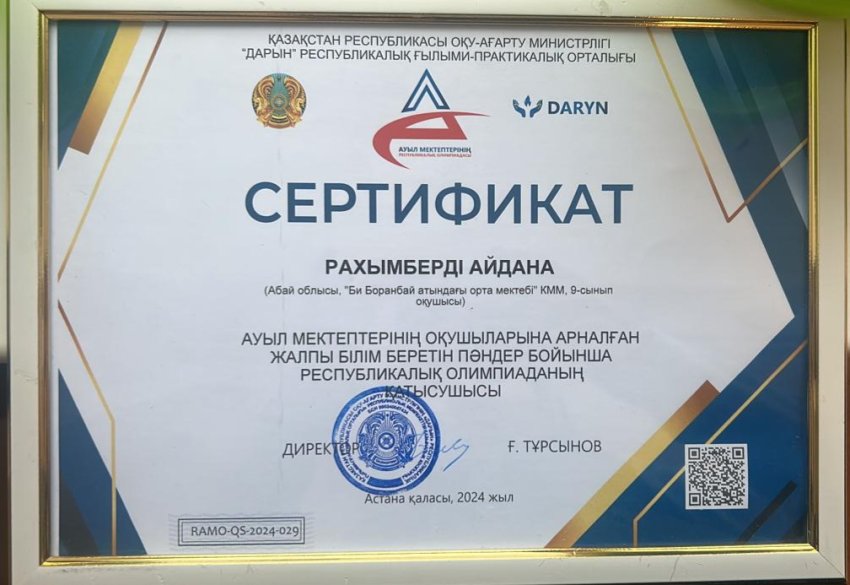 ҚАЗАҚСТАН РЕСПУБЛИКАСЫ ОҚУ-АҒАРТУ МИНИСТРЛІГІ
"ДАРЫН" РЕСПУБЛИКАЛЫҚ ҒЫЛЫМИ-ПРАКТИКАЛЫҚ ОРТАЛЫҒЫ
DARYN
АУЫЛ МЕКТЕПТЕРІНІҢ
РЕСПУБЛИКАЛЫҚ ОЛИМПИАДАСЫ
СЕРТИФИКАТ
РАХЫМБЕРДІ АЙДАНА
(Абай облысы, "Би Боранбай атындағы орта мектебі" КММ, 9-сынып
оқушысы)
АУЫЛ МЕКТЕПТЕРІНІҢ ОҚУШЫЛАРЫНА АРНАЛҒАН
ЖАЛПЫ БІЛІМ БЕРЕТІН ПӘНДЕР БОЙЫНША
РЕСПУБЛИКАЛЫҚ ОЛИМПИАДАНЫҢ
ҚАТЫСУШЫСЫ
ДИРЕКТОР
Ғ. ТҰРСЫНОВ
Астана қаласы, 2024 жыл
RAMO-QS-2024-029